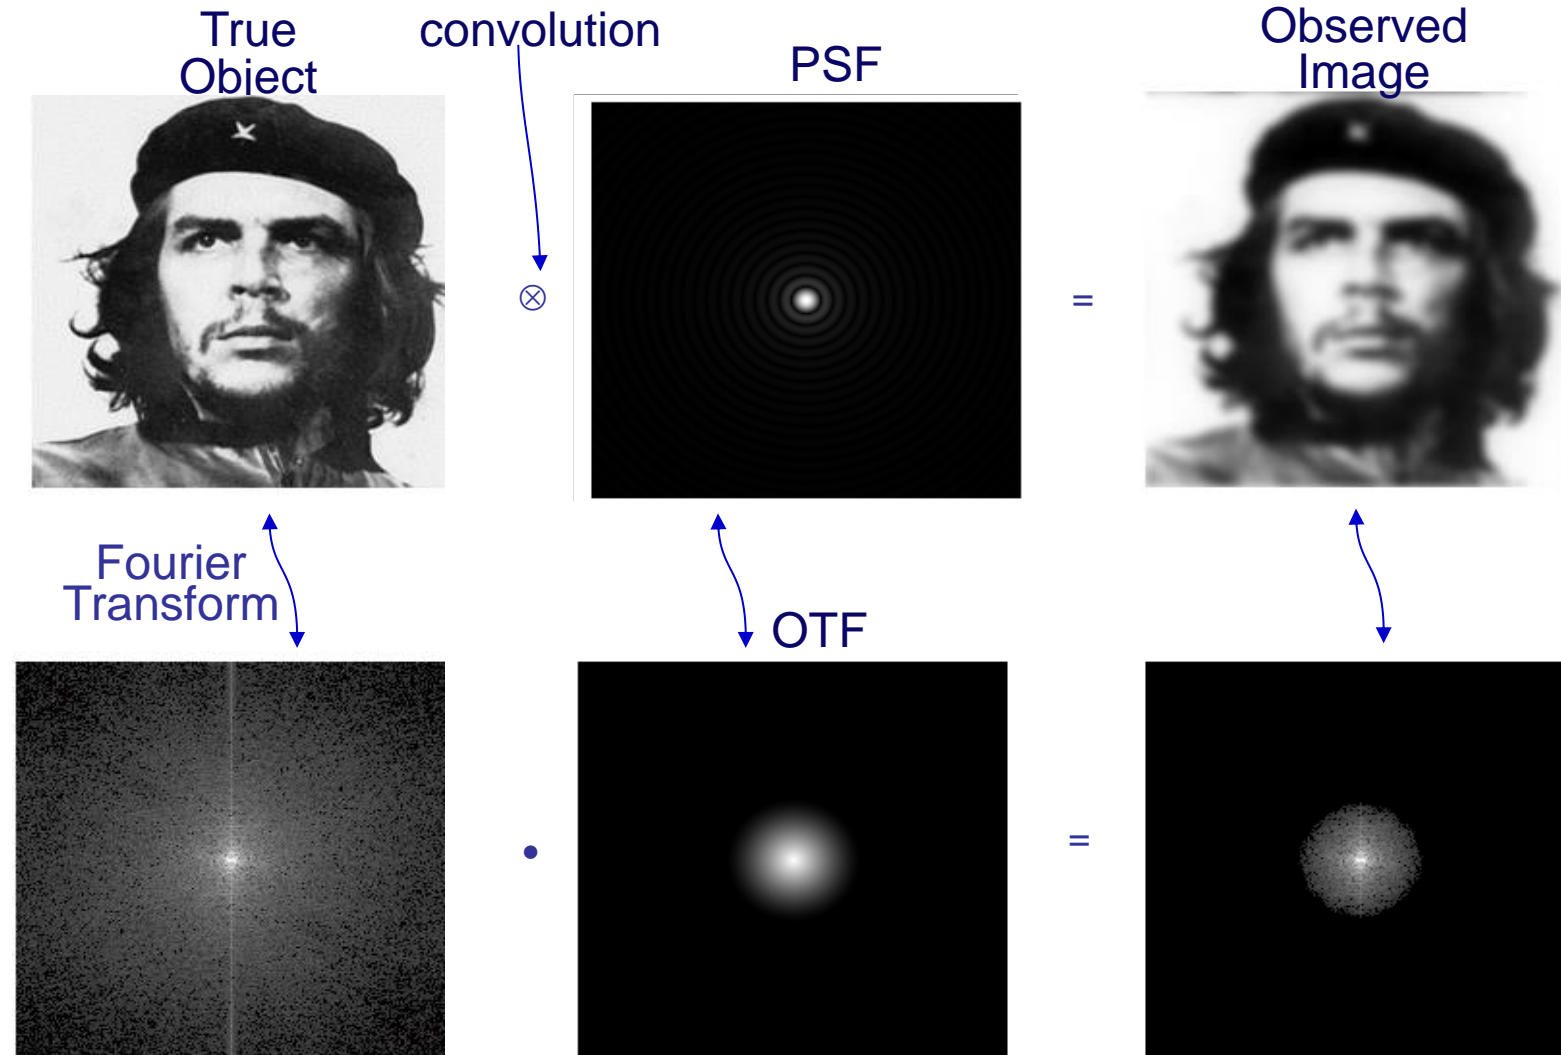 True
Object
convolution
PSF
Observed
Image
⊗
=
Fourier
Transform
OTF
•
=